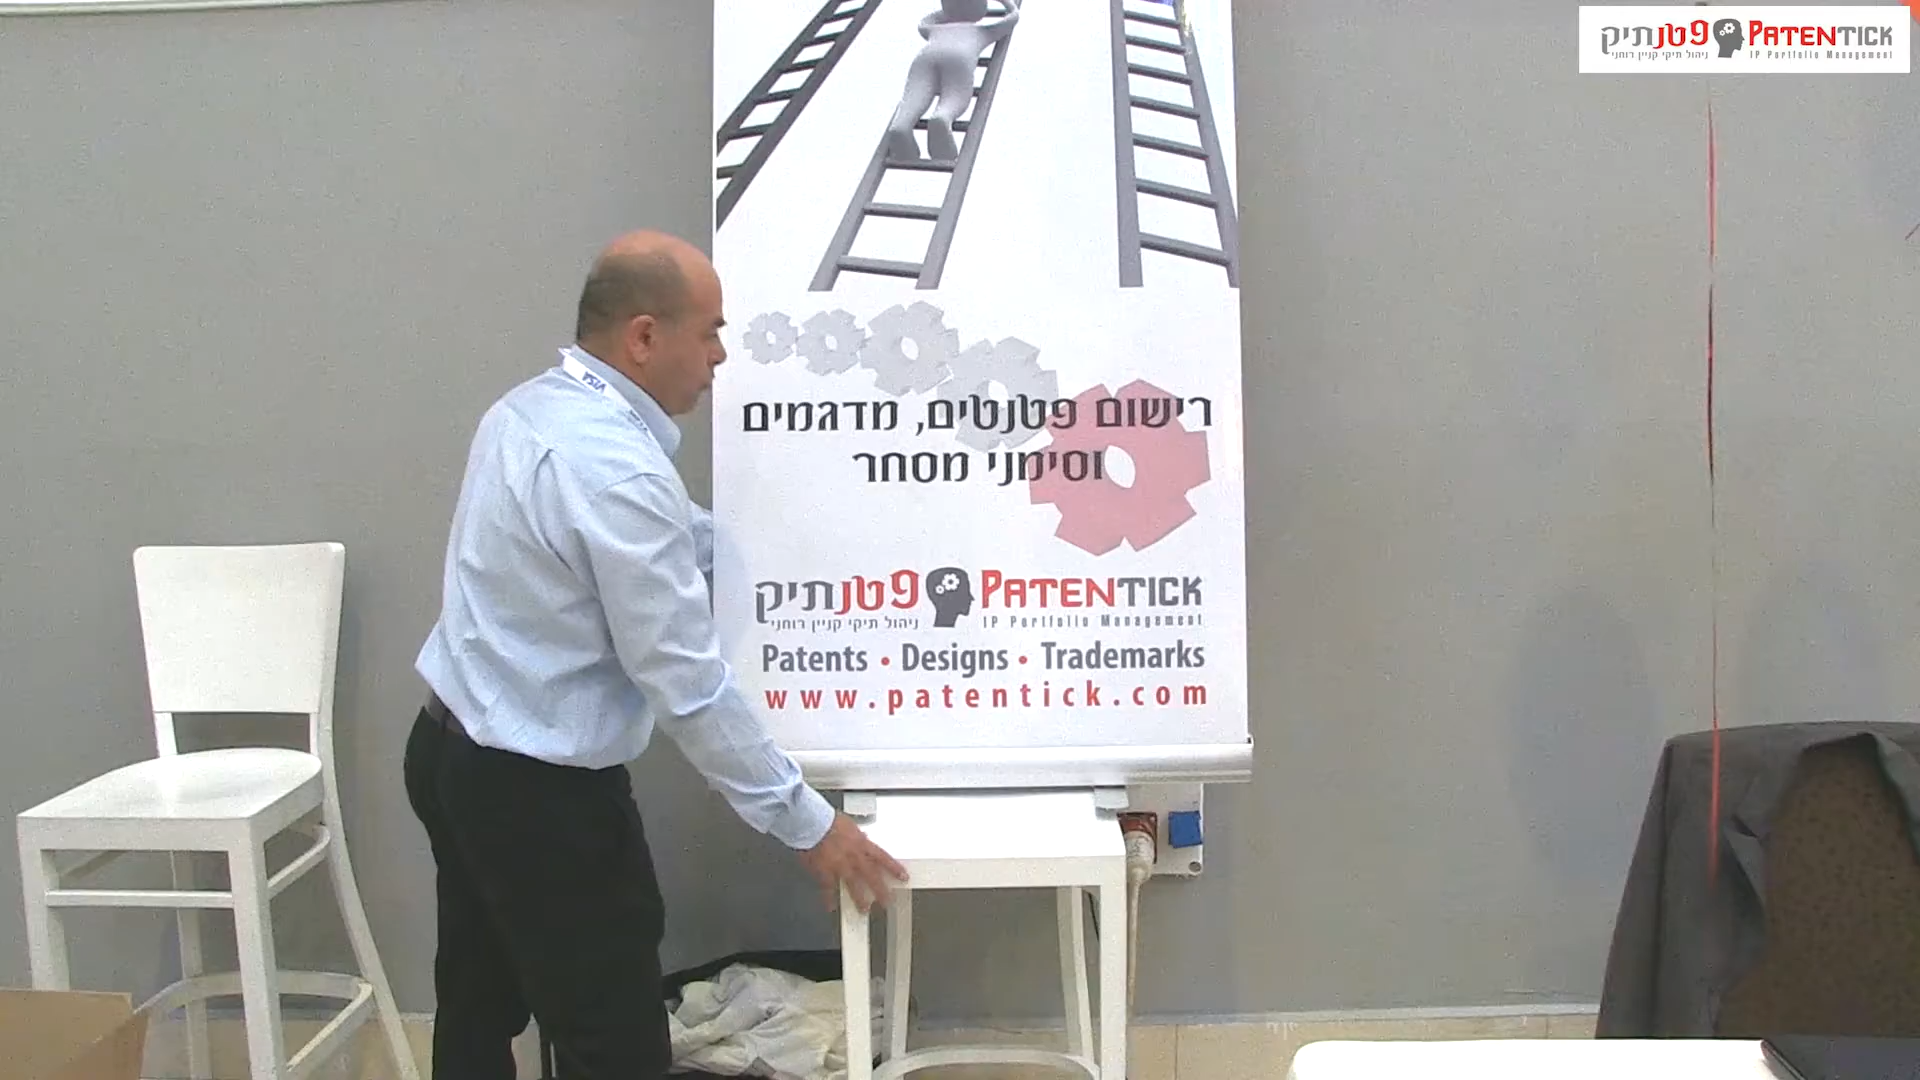 פטנתיק PATENTICK
ניהול תיקי קניין רוחני IP Portfolio Management
VISA
רישום פטנטים, מדגמים
וסימני מסחר
פטנתיק PATENTICK
ניהול תיקי קניין רוחני IP Portfolio Management
Patents • Designs • Trademarks
www.patentick.com